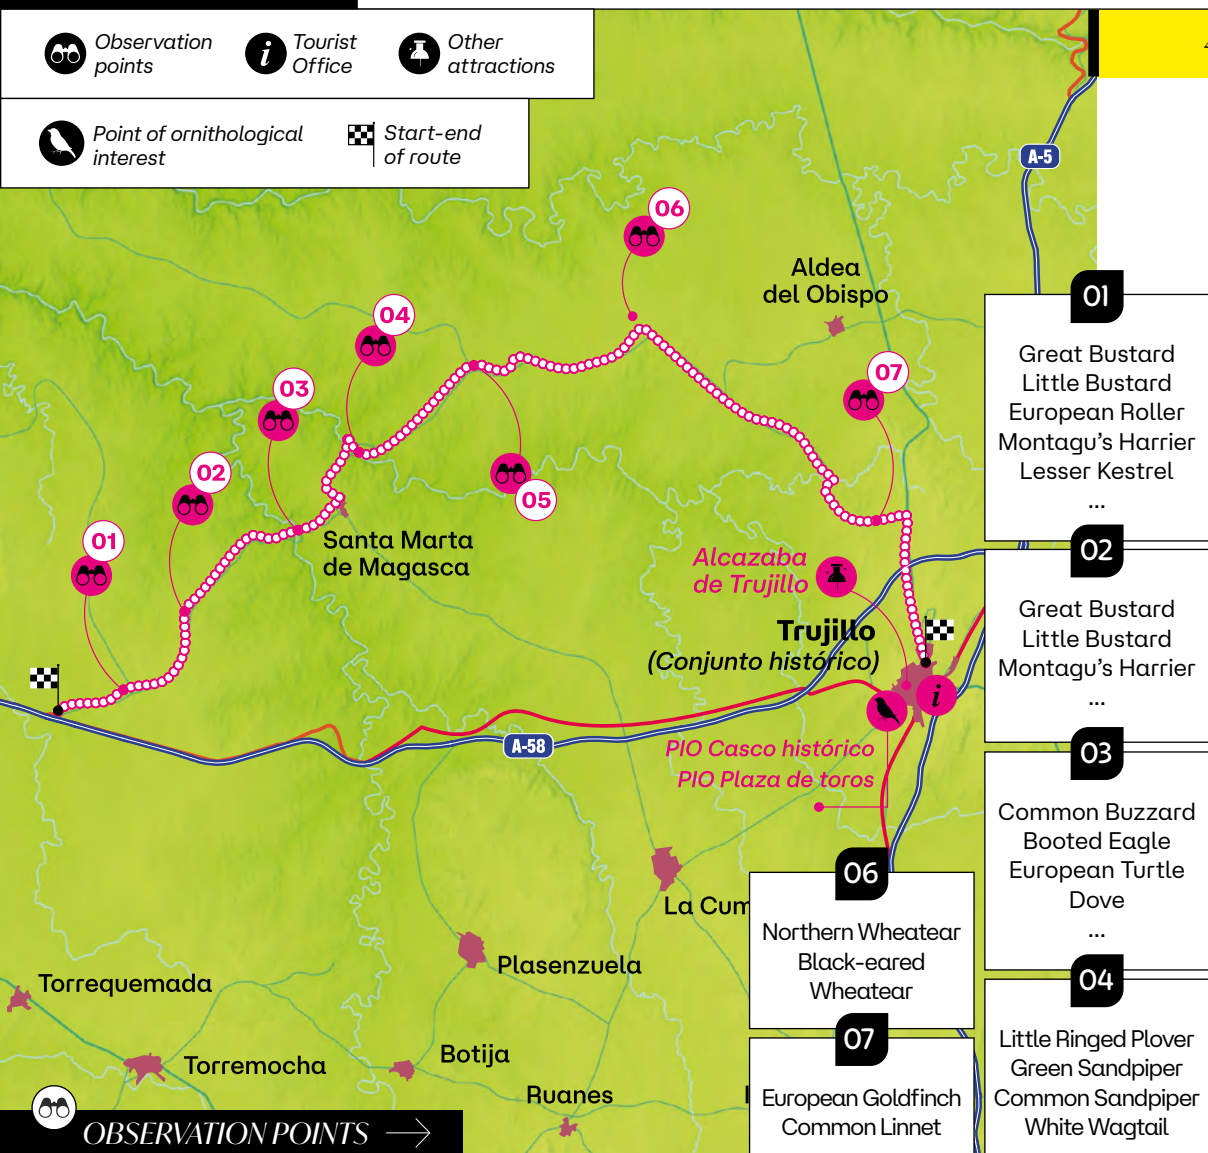 Observation
points
i
Tourist
Office
Other
attractions
Point of ornithological
interest
Start-end
of route
A-5
06
Aldea
del Obispo
04
07
03
02
05
01
Santa Marta
de Magasca
Alcazaba
de Trujillo
Trujillo
(Conjunto histórico)
i
A-58
PIO Casco histórico
PIO Plaza de toros
La Cum
Plasenzuela
Torrequemada
Torremocha
Botija
Ruanes
OBSERVATION POINTS
01
Great Bustard
Little Bustard
European Roller
Montagu's Harrier
Lesser Kestrel
...
02
Great Bustard
Little Bustard
Montagu's Harrier
...
03
Common Buzzard
Booted Eagle
European Turtle
Dove
...
04
Little Ringed Plover
Green Sandpiper
Common Sandpiper
White Wagtail
06
Northern Wheatear
Black-eared
Wheatear
07
European Goldfinch
Common Linnet